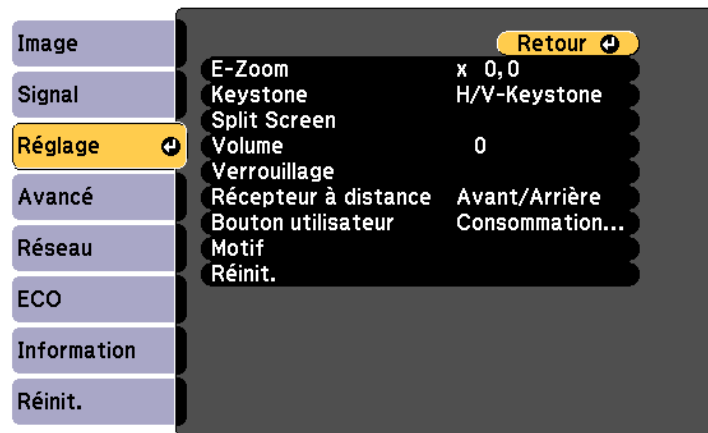 Image
Signal
Réglage
Avancé
Réseau
ECO
Information
Réinit.
Retour
E-Zoom x 0,0
Keystone H/V-Keystone
Split Screen
Volume 0
Verrouillage
Récepteur à distance Avant/Arrière
Bouton utilisateur Consommation...
Motif
Réinit.